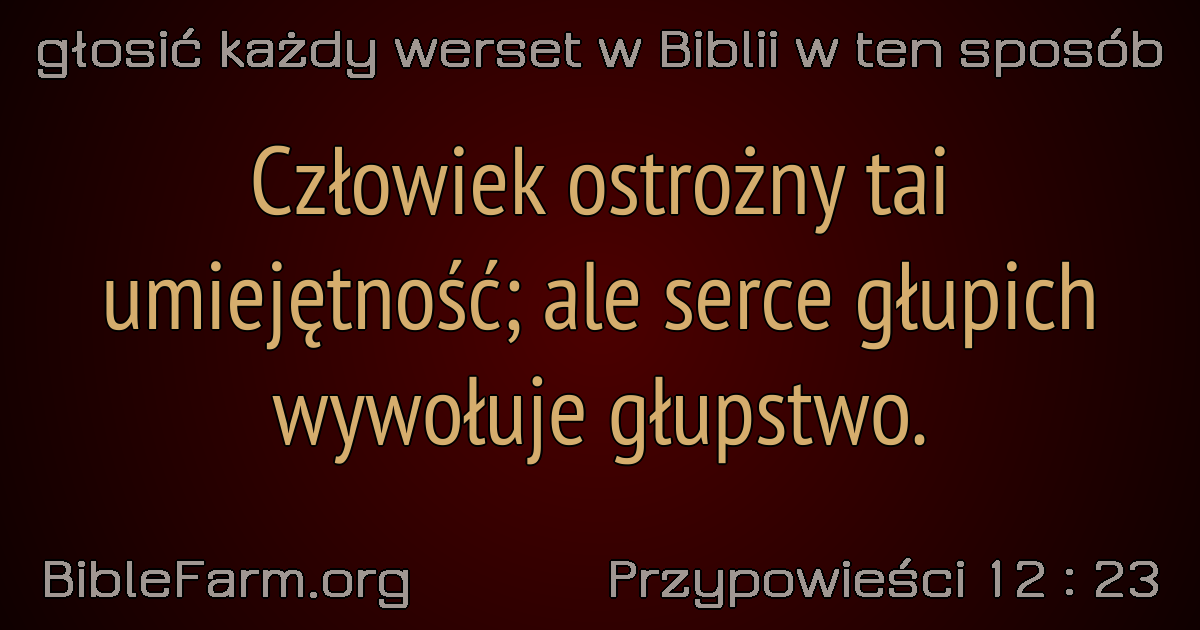 głosić każdy werset w Biblii w ten sposób
Człowiek ostrożny tai
umiejętność; ale serce głupich
wywołuje głupstwo.
BibleFarm.org
Przypowieści 12 : 23